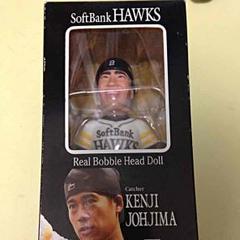 SoftBank HAWKS
SoftBank
HAWKS
Real Bobble Head Doll
Catcher
KENJI
JOHJIMA